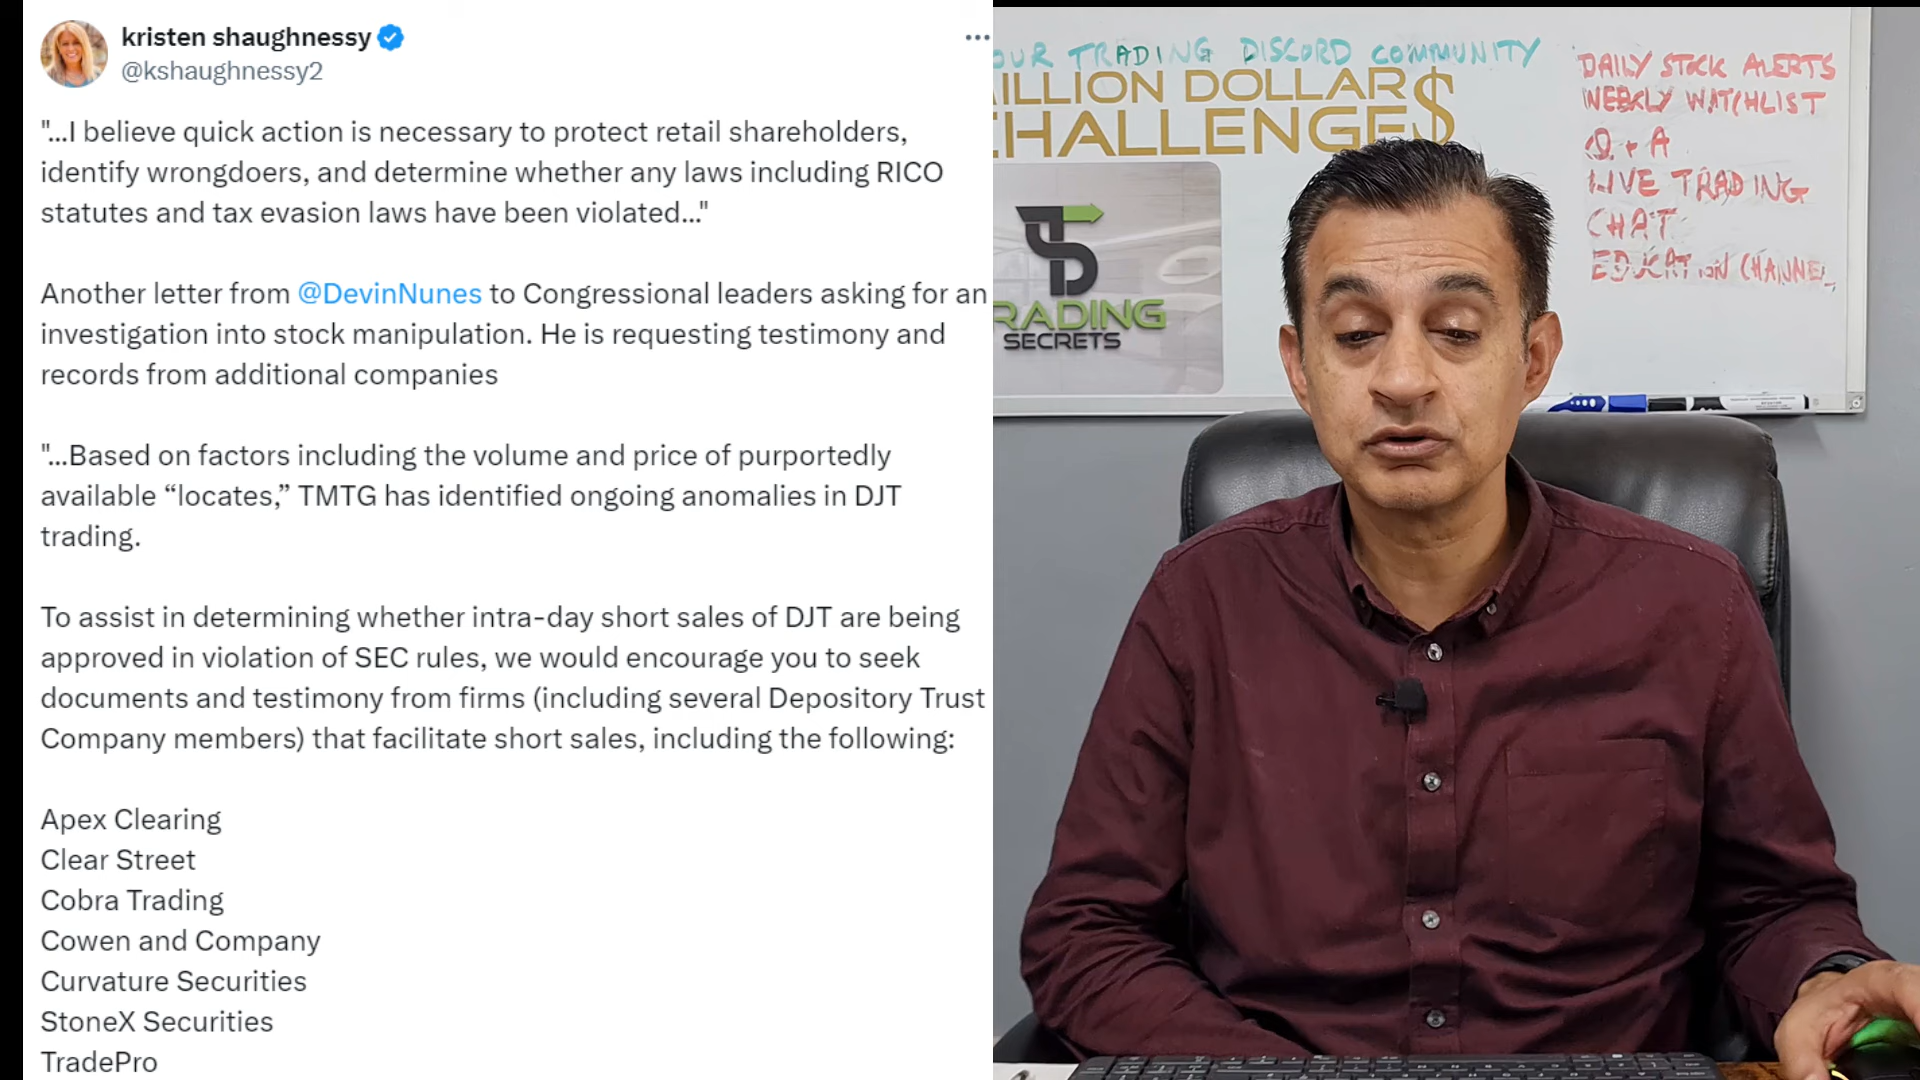 kristen shaughnessy
@kshaughnessy2
"...I believe quick action is necessary to protect retail shareholders,
identify wrongdoers, and determine whether any laws including RICO
statutes and tax evasion laws have been violated..."
Another letter from @DevinNunes to Congressional leaders asking for an
investigation into stock manipulation. He is requesting testimony and
records from additional companies
"...Based on factors including the volume and price of purportedly
available “locates,” TMTG has identified ongoing anomalies in DJT
trading.
To assist in determining whether intra-day short sales of DJT are being
approved in violation of SEC rules, we would encourage you to seek
documents and testimony from firms (including several Depository Trust
Company members) that facilitate short sales, including the following:
Apex Clearing
Clear Street
Cobra Trading
Cowen and Company
Curvature Securities
StoneX Securities
TradePro
OUR TRADING DISCORD COMMUNITY
ILLION DOLLAR
HALLENGE$
TS
RADING
SECRETS
DAILY STOCK ALERTS
WEEKLY WATCHLIST
Q + A
LIVE TRADING
CHAT
EDUCATION CHANNEL